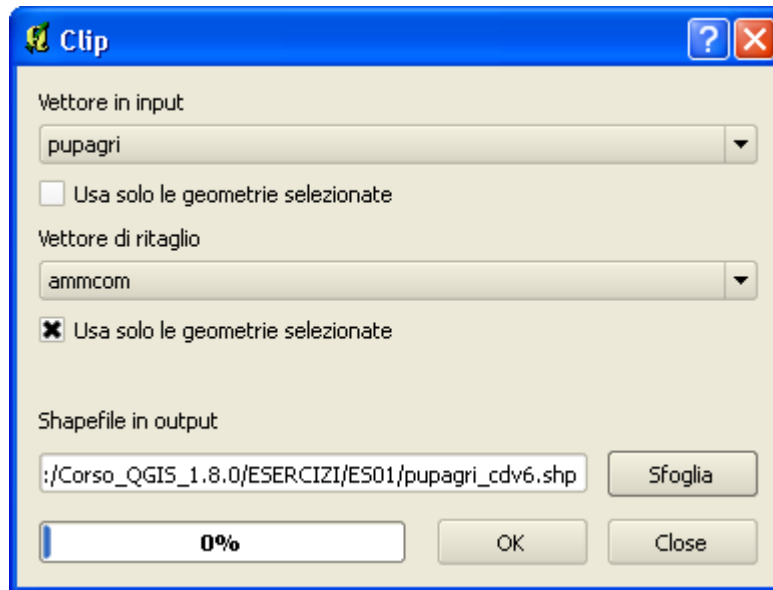 Clip
Vettore in input
pupagri
Usa solo le geometrie selezionate
Vettore di ritaglio
ammcom
Usa solo le geometrie selezionate
Shapefile in output
:/Corso_QGIS_1.8.0/ESERCIZI/ES01/pupagri_cdv6.shp
Sfoglia
0%
OK
Close